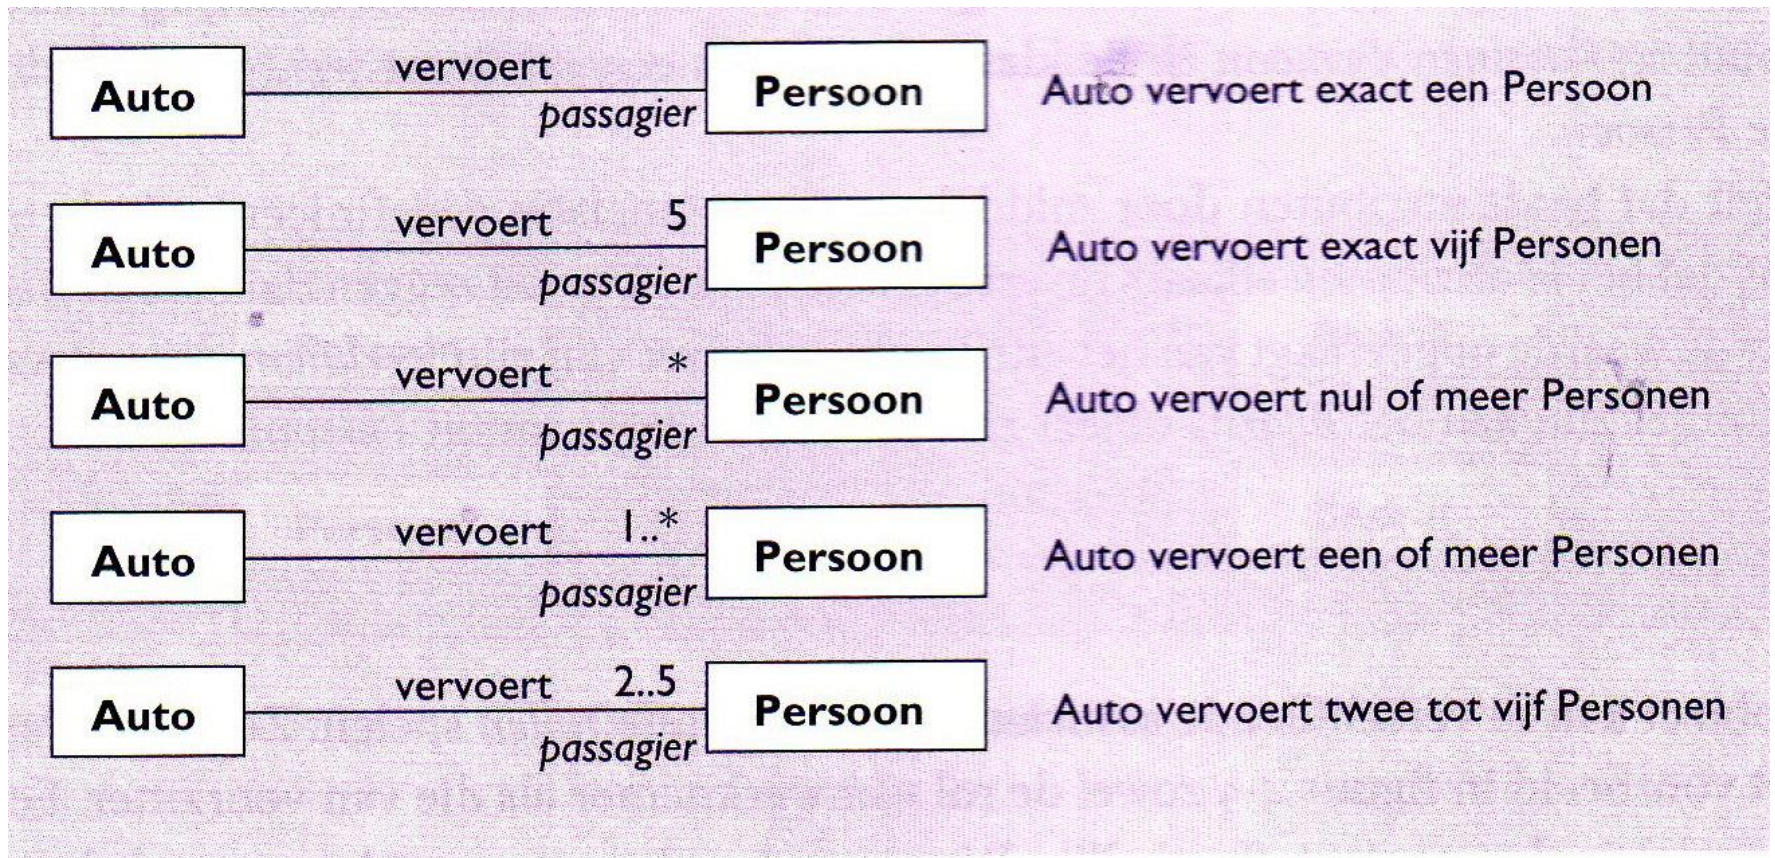 Auto vervoert passagier Persoon Auto vervoert exact een Persoon
Auto vervoert 5 passagier Persoon Auto vervoert exact vijf Personen
Auto vervoert * passagier Persoon Auto vervoert nul of meer Personen
Auto vervoert 1..* passagier Persoon Auto vervoert een of meer Personen
Auto vervoert 2..5 passagier Persoon Auto vervoert twee tot vijf Personen